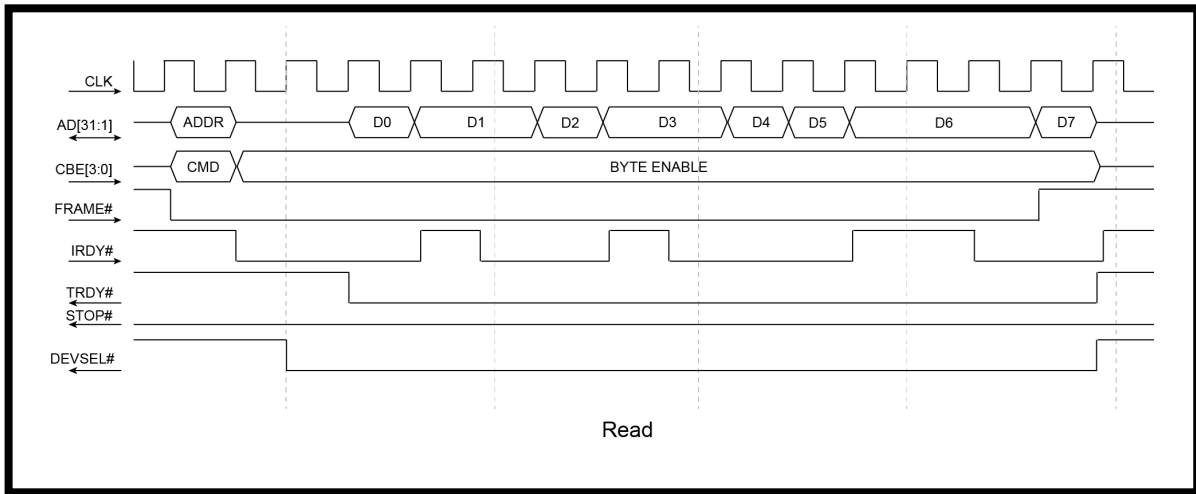 CLK
AD[31:1] ADDR D0 D1 D2 D3 D4 D5 D6 D7
CBE[3:0] CMD BYTE ENABLE
FRAME#
IRDY#
TRDY#
STOP#
DEVSEL#
Read